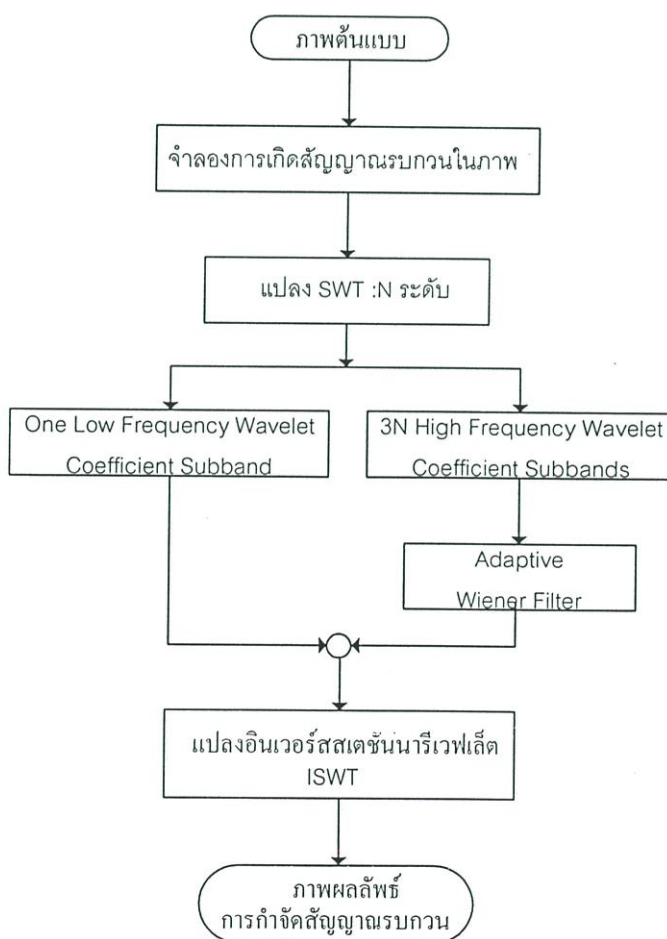 ภาพต้นแบบ
จำลองการเกิดสัญญาณรบกวนในภาพ
แปลง SWT :N ระดับ
One Low Frequency Wavelet
Coefficient Subband
3N High Frequency Wavelet
Coefficient Subbands
Adaptive
Wiener Filter
แปลงอินเวอร์สสเตชันนารีเวฟเล็ต
ISWT
ภาพผลลัพธ์
การกำจัดสัญญาณรบกวน